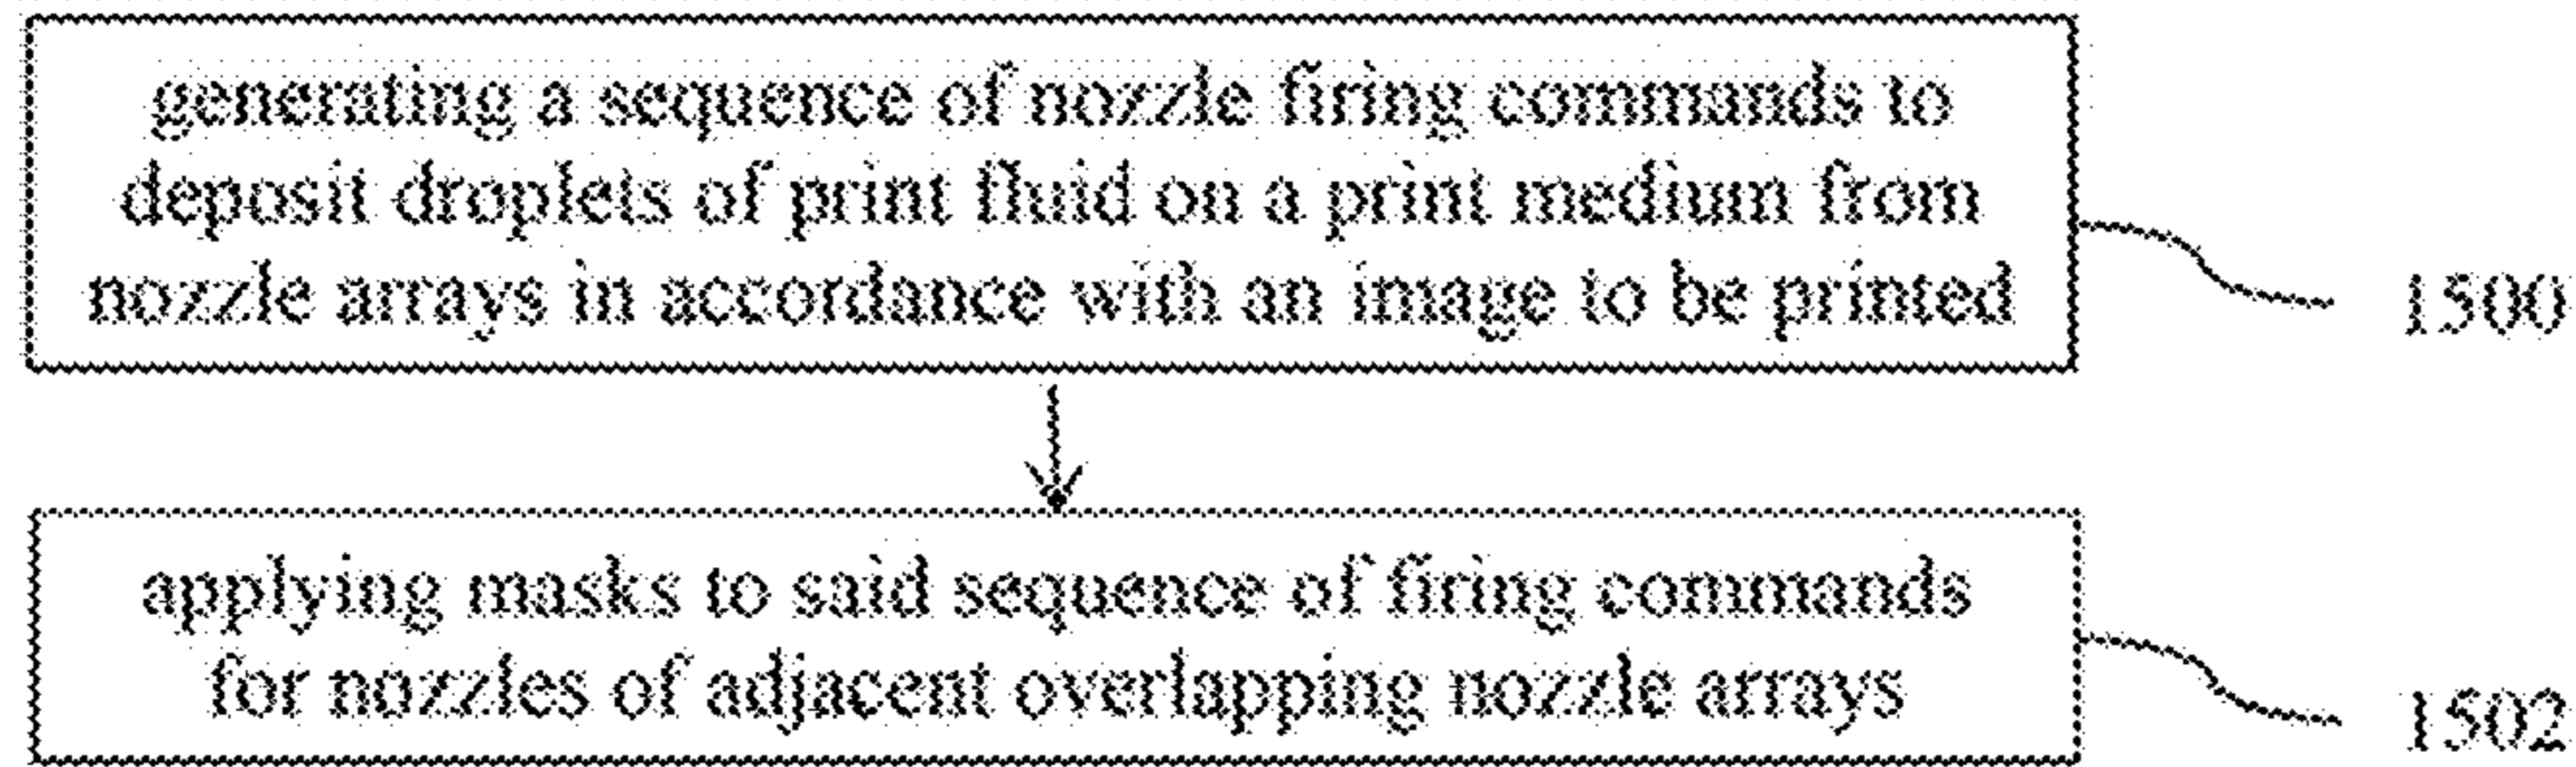 generating a sequence of nozzle firing commands to
deposit droplets of print fluid on a print medium from
nozzle arrays in accordance with an image to be printed
1500
applying masks to said sequence of firing commands
for nozzles of adjacent overlapping nozzle arrays
1502